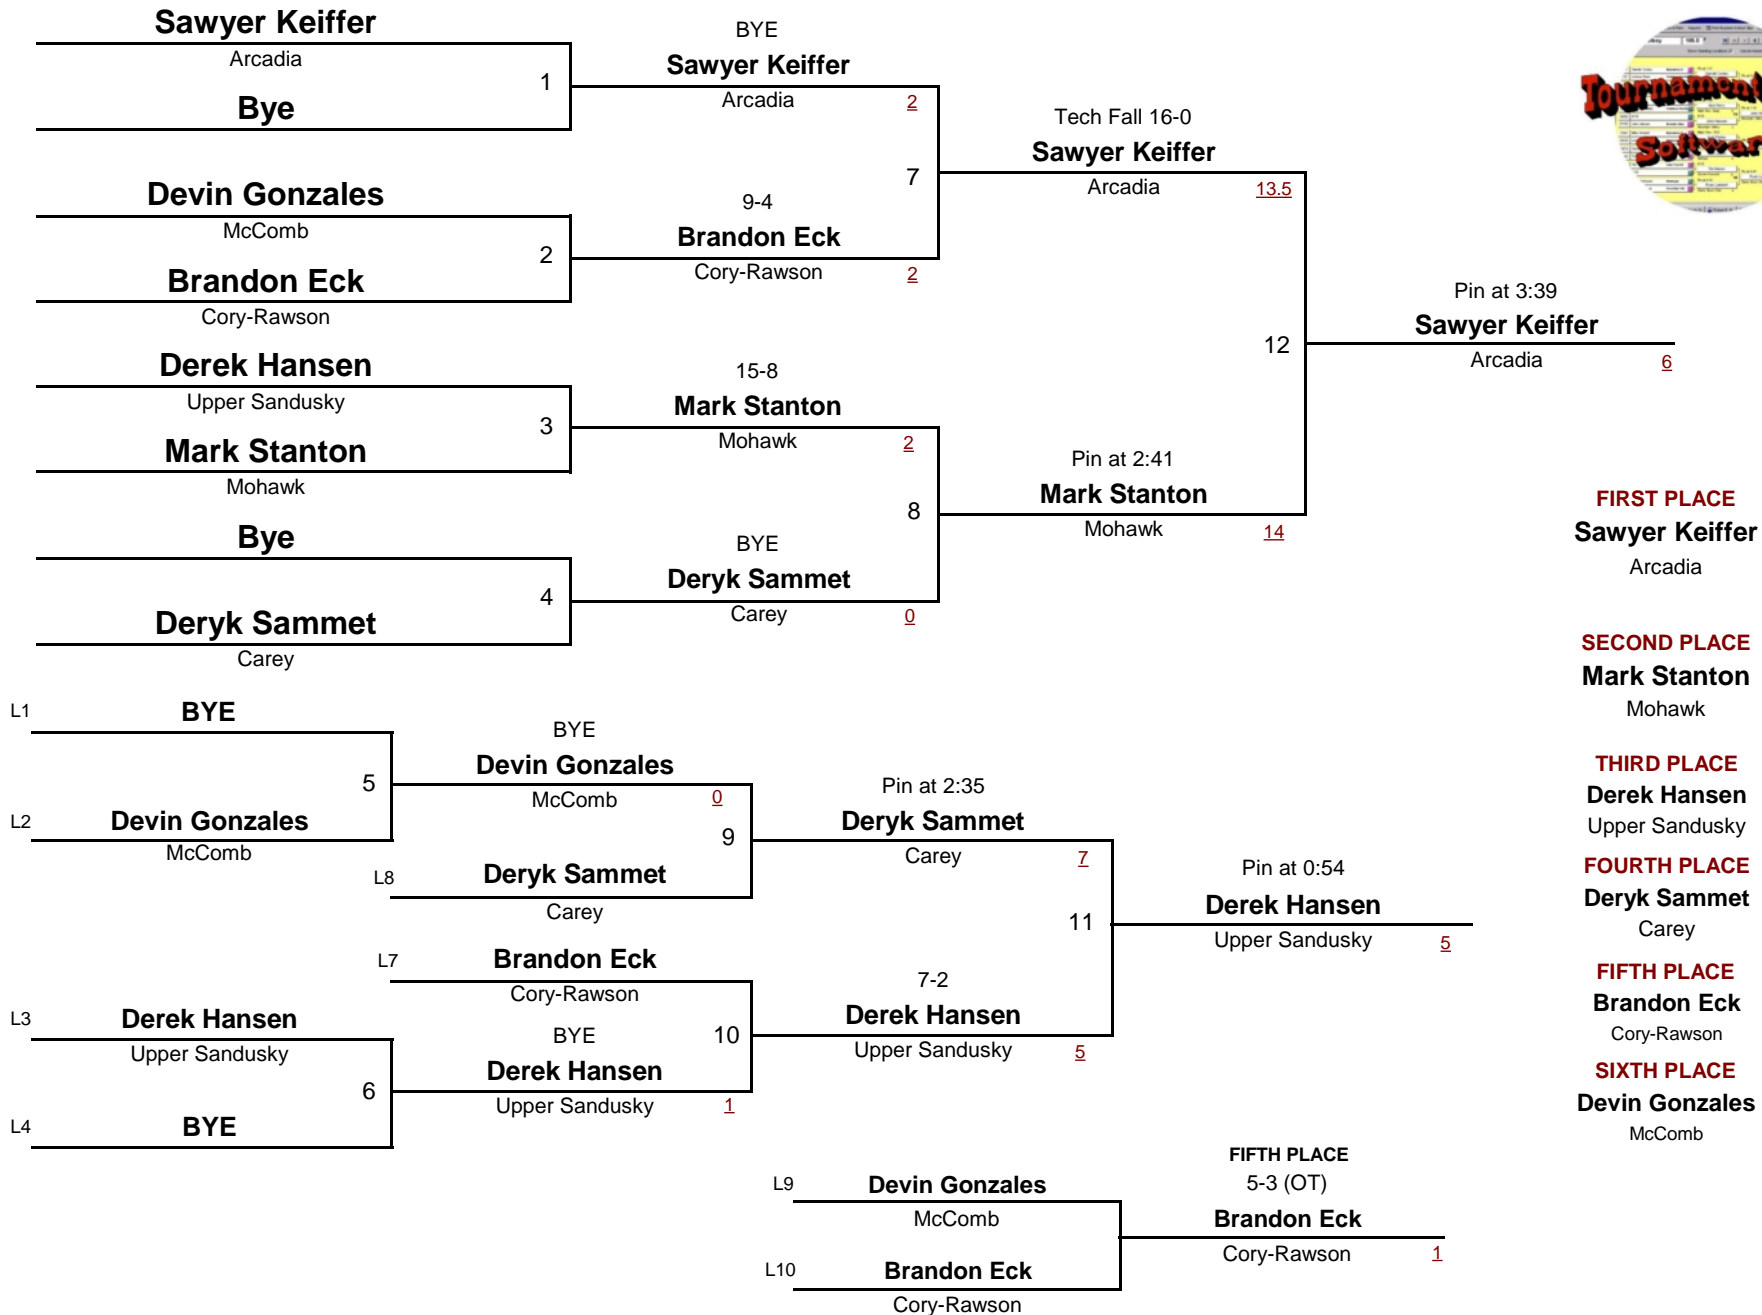 Sawyer Keiffer
Arcadia
1
Bye
BYE
Sawyer Keiffer
Arcadia
2
Devin Gonzales
McComb
2
Brandon Eck
Cory-Rawson
9-4
Brandon Eck
Cory-Rawson
2
7
Tech Fall 16-0
Sawyer Keiffer
Arcadia
13.5
Derek Hansen
Upper Sandusky
3
Mark Stanton
Mohawk
15-8
Mark Stanton
Mohawk
2
Bye
4
Deryk Sammet
Carey
BYE
Deryk Sammet
Carey
0
8
Pin at 2:41
Mark Stanton
Mohawk
14
12
Pin at 3:39
Sawyer Keiffer
Arcadia
6
Tournament
Softwar
FIRST PLACE
Sawyer Keiffer
Arcadia
SECOND PLACE
Mark Stanton
Mohawk
THIRD PLACE
Derek Hansen
Upper Sandusky
FOURTH PLACE
Deryk Sammet
Carey
FIFTH PLACE
Brandon Eck
Cory-Rawson
SIXTH PLACE
Devin Gonzales
McComb
L1
BYE
5
L2
Devin Gonzales
McComb
BYE
Devin Gonzales
McComb
0
9
L8
Deryk Sammet
Carey
Pin at 2:35
Deryk Sammet
Carey
7
L7
Brandon Eck
Cory-Rawson
L3
Derek Hansen
Upper Sandusky
6
L4
BYE
BYE
Derek Hansen
Upper Sandusky
1
10
7-2
Derek Hansen
Upper Sandusky
5
11
Pin at 0:54
Derek Hansen
Upper Sandusky
5
L9
Devin Gonzales
McComb
L10
Brandon Eck
Cory-Rawson
FIFTH PLACE
5-3 (OT)
Brandon Eck
Cory-Rawson
1